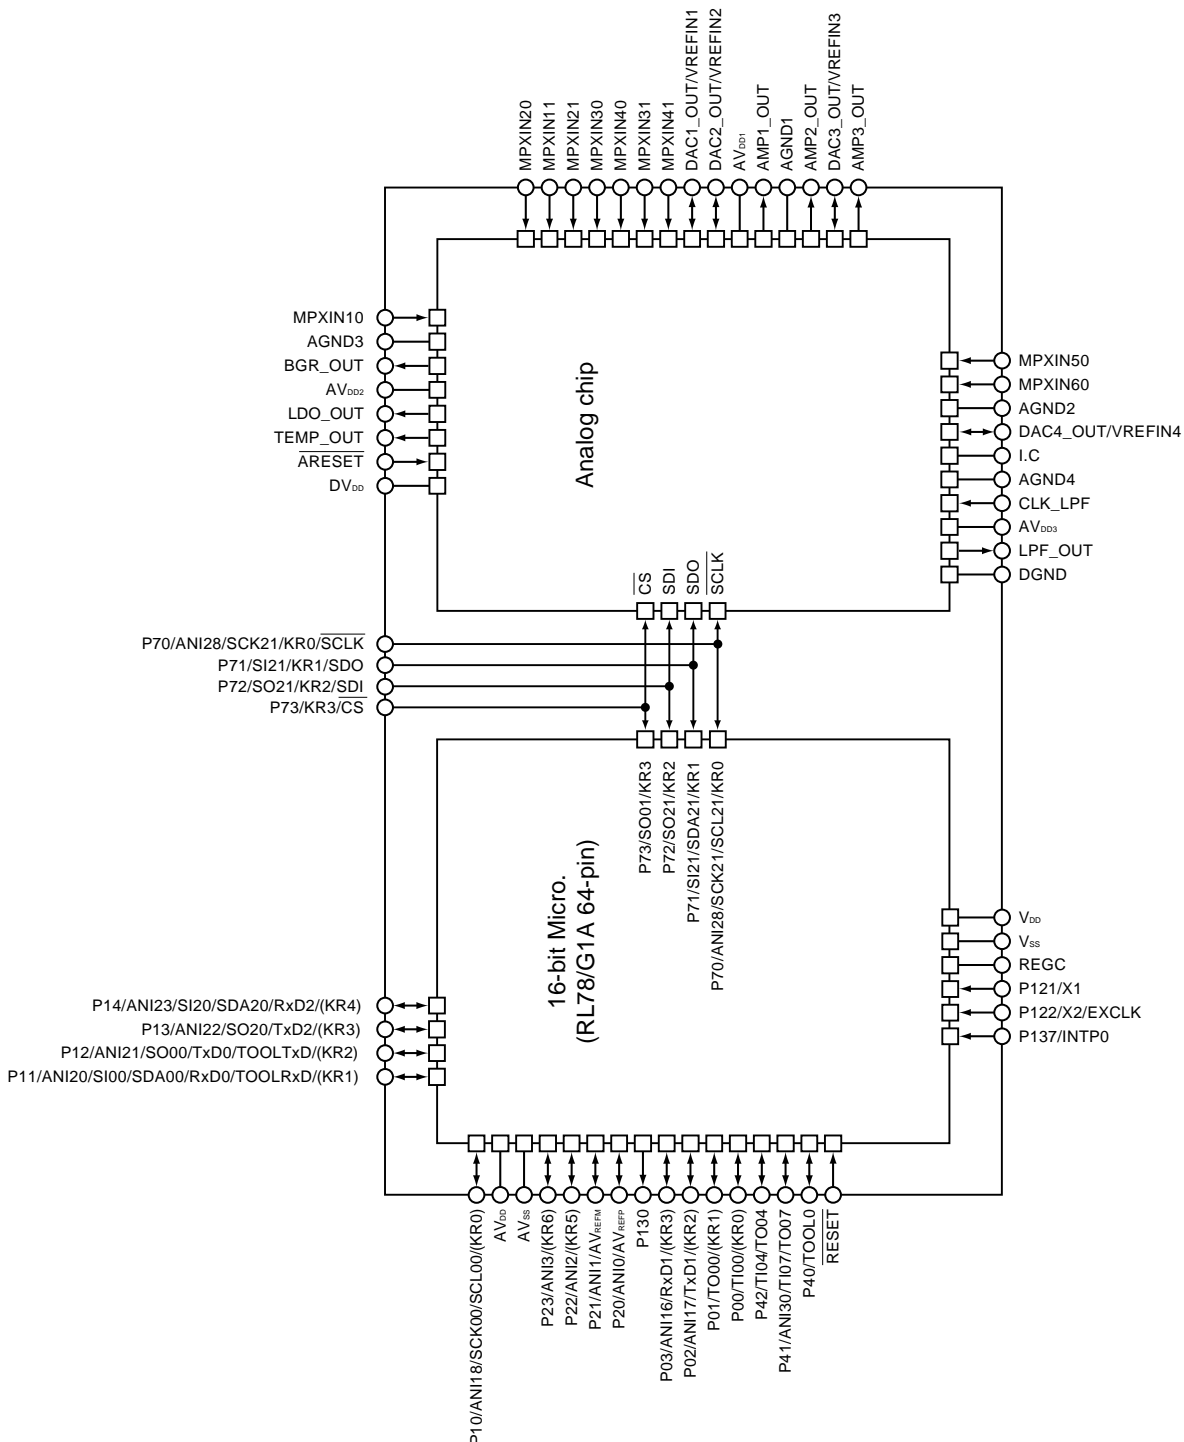 MPXIN20
MPXIN11
MPXIN21
MPXIN30
MPXIN40
MPXIN31
MPXIN41
DAC1_OUT/VREFIN1
DAC2_OUT/VREFIN2
AVDD1
AMP1_OUT
AGND1
AMP2_OUT
DAC3_OUT/VREFIN3
AMP3_OUT
MPXIN10
AGND3
BGR_OUT
AVDD2
LDO_OUT
TEMP_OUT
ARESET
DVDD
Analog chip
MPXIN50
MPXIN60
AGND2
DAC4_OUT/VREFIN4
I.C
AGND4
CLK_LPF
AVDD3
LPF_OUT
DGND
CS
SDI
SDO
SCLK
P70/ANI28/SCK21/KR0/SCLK
P71/SI21/KR1/SDO
P72/SO21/KR2/SDI
P73/KR3/CS
P73/SO01/KR3
P72/SO21/KR2
P71/SI21/SDA21/KR1
P70/ANI28/SCK21/SCL21/KR0
16-bit Micro.
(RL78/G1A 64-pin)
VDD
VSS
REGC
P121/X1
P122/X2/EXCLK
P137/INTP0
P14/ANI23/SI20/SDA20/RxD2/(KR4)
P13/ANI22/SO20/TxD2/(KR3)
P12/ANI21/SO00/TxD0/TOOLTxD/(KR2)
P11/ANI20/SI00/SDA00/RxD0/TOOLRxD/(KR1)
P10/ANI18/SCK00/SCL00/(KR0)
AVDD
AVSS
P23/ANI3/(KR6)
P22/ANI2/(KR5)
P21/ANI1/AVREFM
P20/ANI0/AVREFP
P130
P03/ANI16/RxD1/(KR3)
P02/ANI17/TxD1/(KR2)
P01/TO00/(KR1)
P00/TI00/(KR0)
P42/TI04/TO04
P41/ANI30/TI07/TO07
P40/TOOL0
RESET